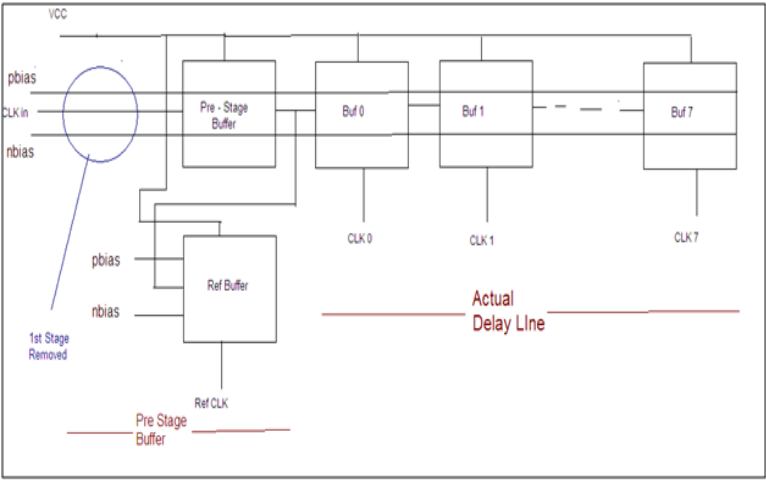 VCC
pbias
CLK in
nbias
Pre - Stage
Buffer
Buf 0
Buf 1
Buf 7
CLK 0
CLK 1
CLK 7
pbias
nbias
Ref Buffer
Actual
Delay LIne
1st Stage
Removed
Ref CLK
Pre Stage
Buffer